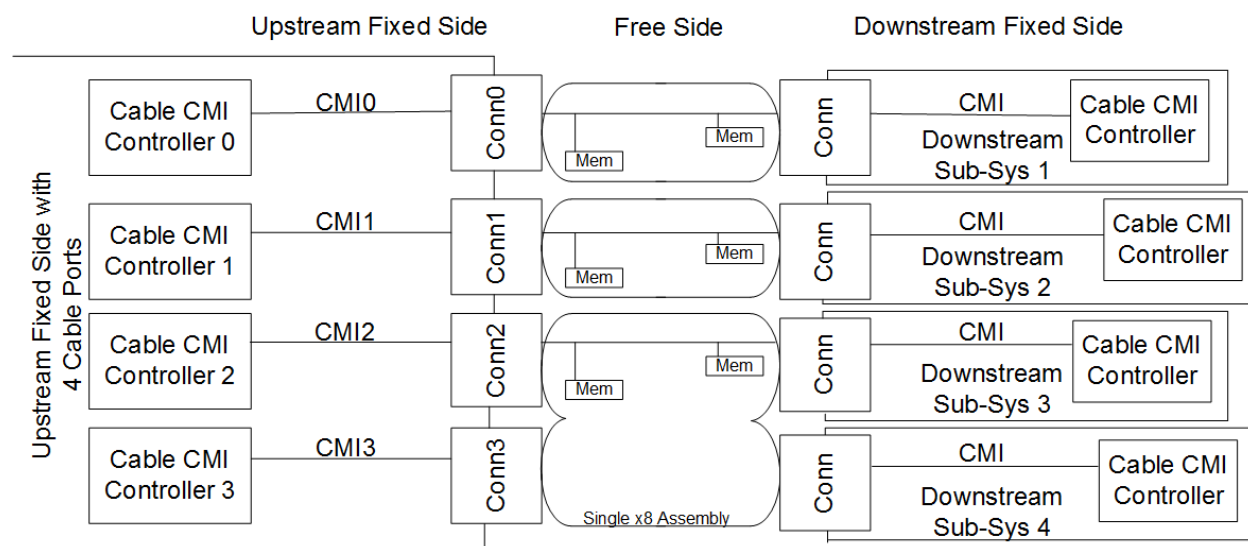 Upstream Fixed Side
Free Side
Downstream Fixed Side
Upstream Fixed Side with
4 Cable Ports
Cable CMI
Controller 0
CMI0
Conn0
Mem
Mem
Conn
CMI
Downstream
Sub-Sys 1
Cable CMI
Controller
Cable CMI
Controller 1
CMI1
Conn1
Mem
Mem
Conn
CMI
Downstream
Sub-Sys 2
Cable CMI
Controller
Cable CMI
Controller 2
CMI2
Conn2
Mem
Mem
Conn
CMI
Downstream
Sub-Sys 3
Cable CMI
Controller
Cable CMI
Controller 3
CMI3
Conn3
Single x8 Assembly
Conn
CMI
Downstream
Sub-Sys 4
Cable CMI
Controller